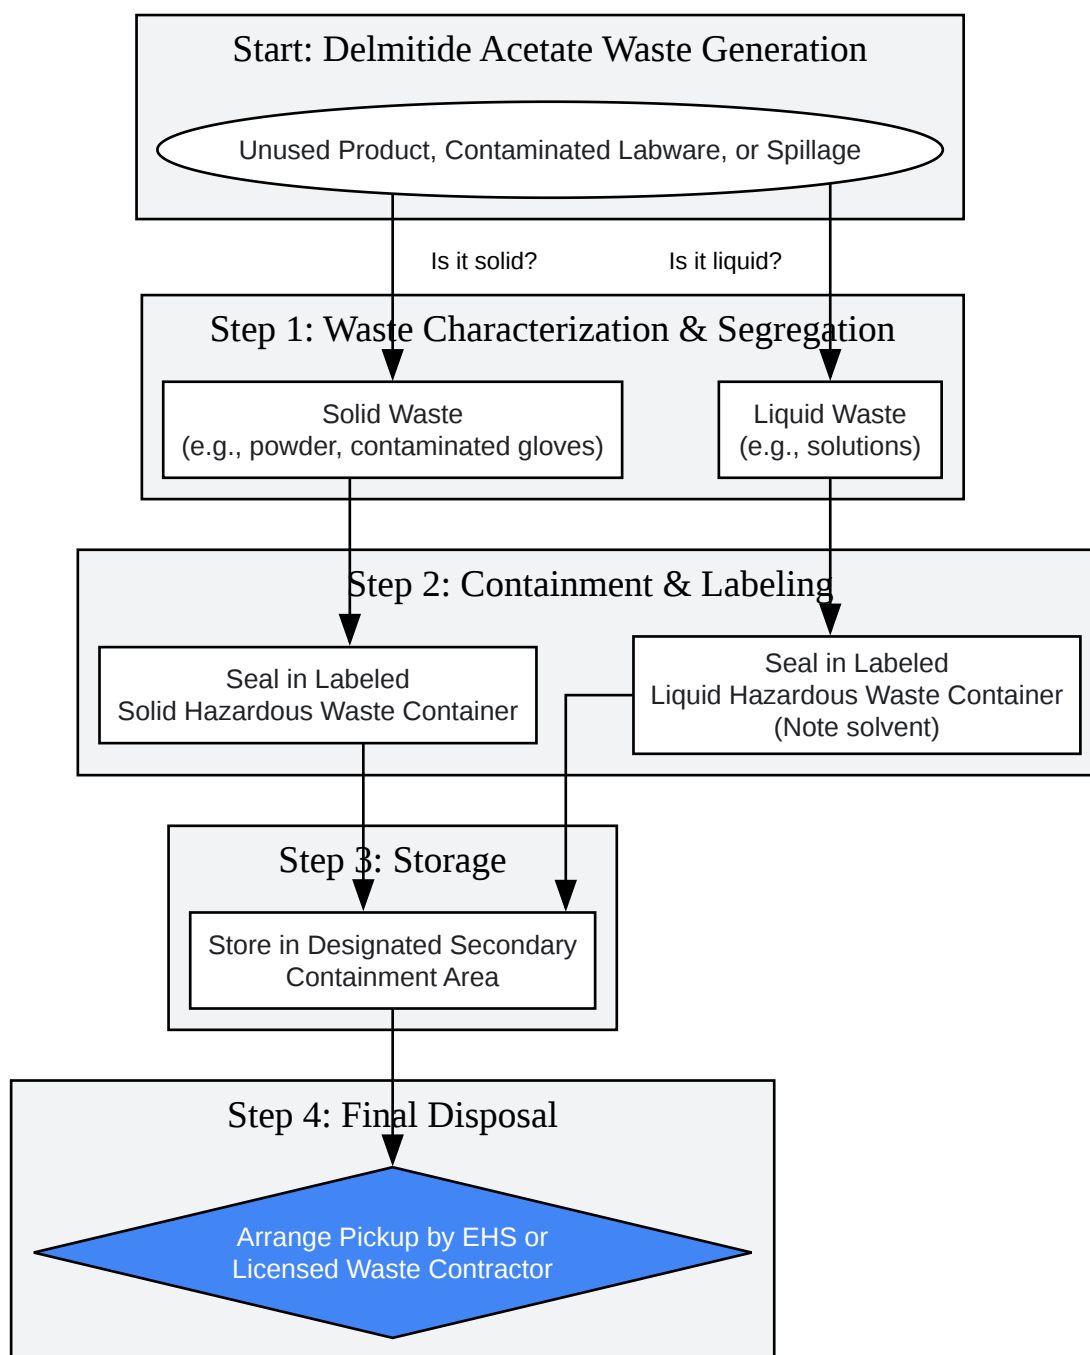 Start: Delmitide Acetate Waste Generation
Unused Product, Contaminated Labware, or Spillage
Is it solid?
Is it liquid?
Step 1: Waste Characterization & Segregation
Solid Waste
(e.g., powder, contaminated gloves)
Liquid Waste
(e.g., solutions)
Step 2: Containment & Labeling
Seal in Labeled
Solid Hazardous Waste Container
Seal in Labeled
Liquid Hazardous Waste Container
(Note solvent)
Step 3: Storage
Store in Designated Secondary
Containment Area
Step 4: Final Disposal
Arrange Pickup by EHS or
Licensed Waste Contractor